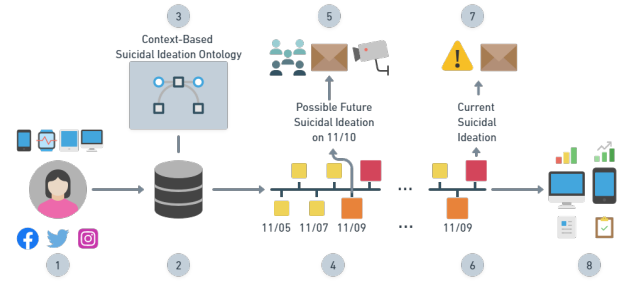 3
5
7
Context-Based
Suicidal Ideation Ontology
Possible Future
Suicidal Ideation
on 11/10
Current
Suicidal
Ideation
...
11/05 11/07 11/09
...
11/09
1
2
4
6
8